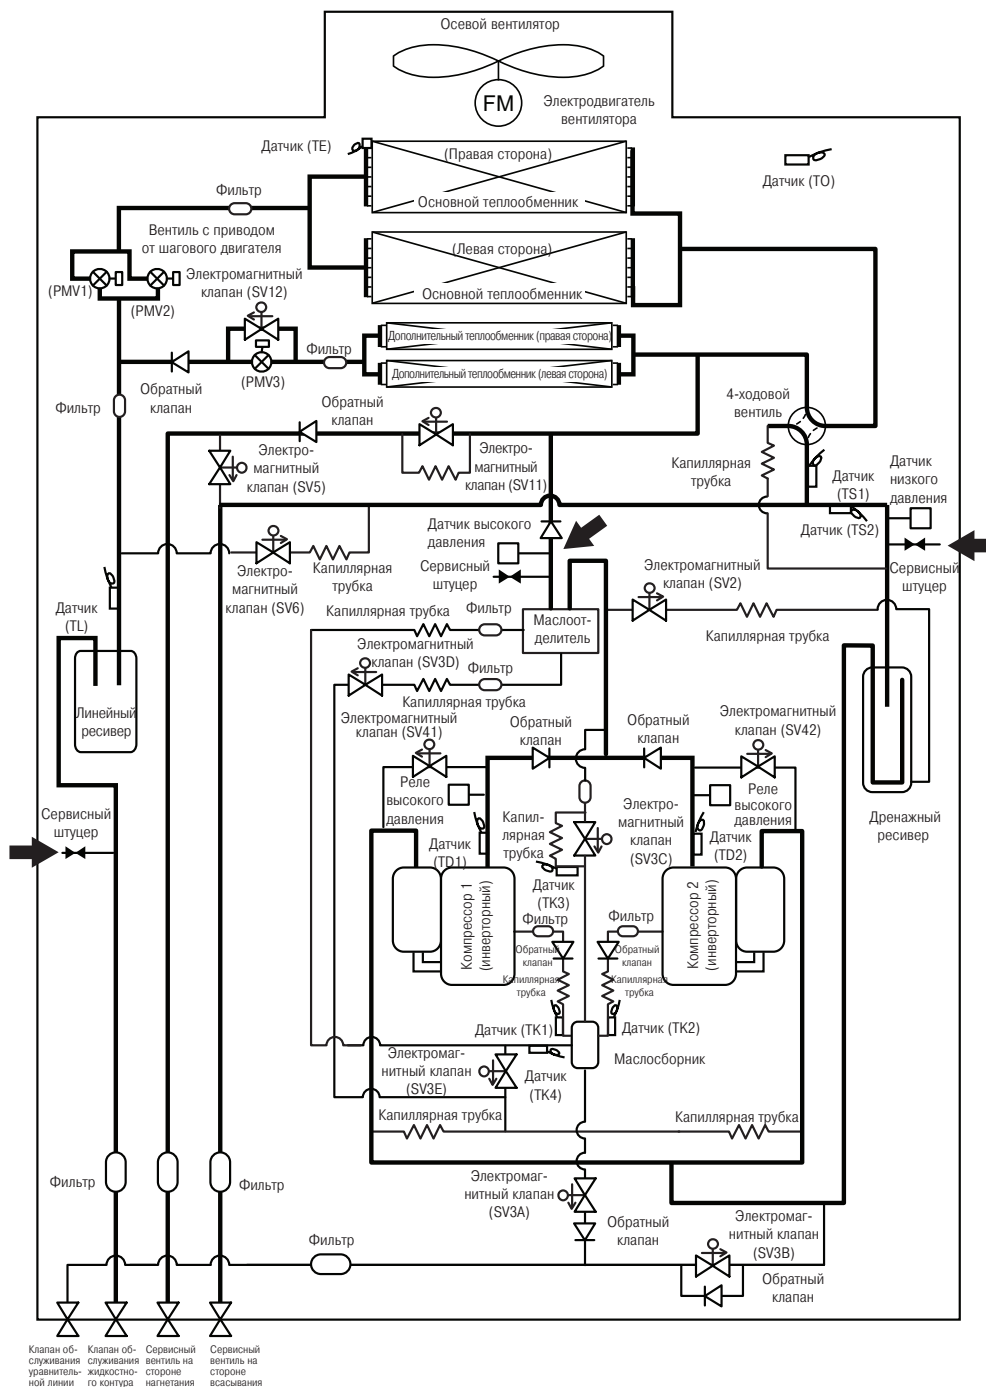 Осевой вентилятор
FM
Электродвигатель
вентилятора
Датчик (TE)
(Правая сторона)
Основной теплообменник
Датчик (TO)
Фильтр
Вентиль с приводом
от шагового двигателя
(Левая сторона)
Основной теплообменник
(PMV1)
(PMV2)
Электромагнитный
клапан (SV12)
Дополнительный теплообменник (правая сторона)
Дополнительный теплообменник (левая сторона)
Фильтр
(PMV3)
Обратный
клапан
Фильтр
Обратный
клапан
4-ходовой
вентиль
Электро-
магнитный
клапан (SV5)
Электро-
магнитный
клапан (SV11)
Капиллярная
трубка
Датчик
(TS1)
Датчик
низкого
давления
Датчик (TS2)
Датчик высокого
давления
Сервисный
штуцер
Сервисный
штуцер
Электро-
магнитный
клапан (SV6)
Капиллярная
трубка
Электромагнитный
клапан (SV2)
Капиллярная трубка
Датчик
(TL)
Капиллярная трубка
Фильтр
Маслоот-
делитель
Электромагнитный
клапан (SV3D)
Фильтр
Капиллярная трубка
Линейный
ресивер
Электромагнитный
клапан (SV41)
Обратный
клапан
Обратный
клапан
Электромагнитный
клапан (SV42)
Реле
высокого
давления
Реле
высокого
давления
Дренажный
ресивер
Сервисный
штуцер
Капил-
лярная
трубка
Электро-
магнитный
клапан
(SV3C)
Датчик
(TD1)
Датчик
(TD2)
Датчик
(TK3)
Компрессор 1
(инверторный)
Компрессор 2
(инверторный)
Фильтр
Фильтр
Обратный
клапан
Обратный
клапан
Капиллярная
трубка
Капиллярная
трубка
Датчик (TK1)
Датчик (TK2)
Маслосборник
Электромаг-
нитный клапан
(SV3E)
Датчик
(TK4)
Капиллярная трубка
Капиллярная трубка
Фильтр
Фильтр
Электромаг-
нитный клапан
(SV3A)
Обратный
клапан
Электромаг-
нитный клапан
(SV3B)
Обратный
клапан
Фильтр
Клапан об-
служивания
уравнитель-
ной линии
Клапан об-
служивания
жидкостно-
го контура
Сервисный
вентиль на
стороне
нагнетания
Сервисный
вентиль на
стороне
всасывания